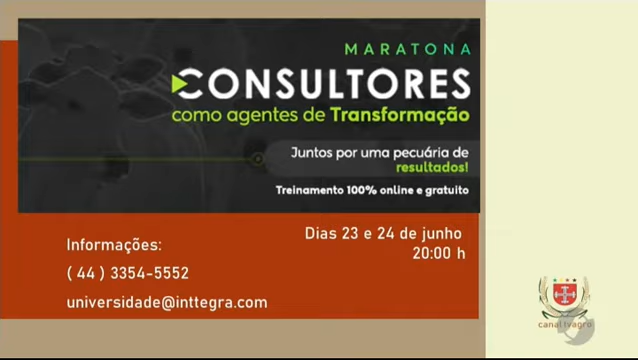 MARATONA
CONSULTORES
como agentes de Transformação
Juntos por uma pecuária de
resultados!
Treinamento 100% online e gratuito
Dias 23 e 24 de junho
20:00 h
Informações:
( 44 ) 3354-5552
universidade@inttegra.com
canal tvagro